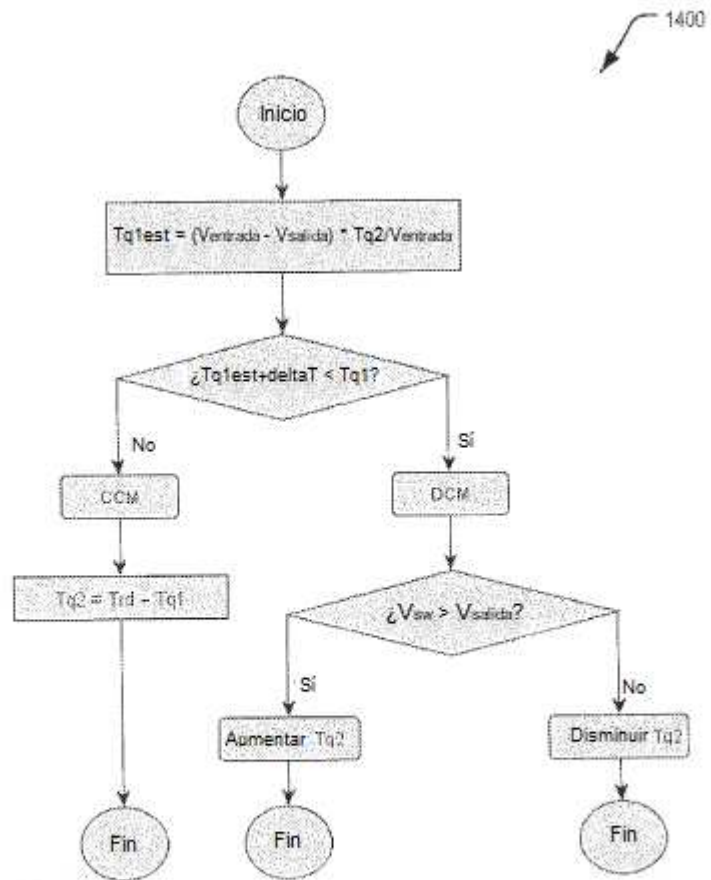 1400
Inicio
Tq1est = (Ventrada - Vsalida) * Tq2/Ventrada
¿Tq1est+deltaT < Tq1?
No
Sí
CCM
DCM
Tq2 = Trd - Tq1
¿Vsw > Vsalida?
Sí
No
Aumentar Tq2
Disminuir Tq2
Fin
Fin
Fin